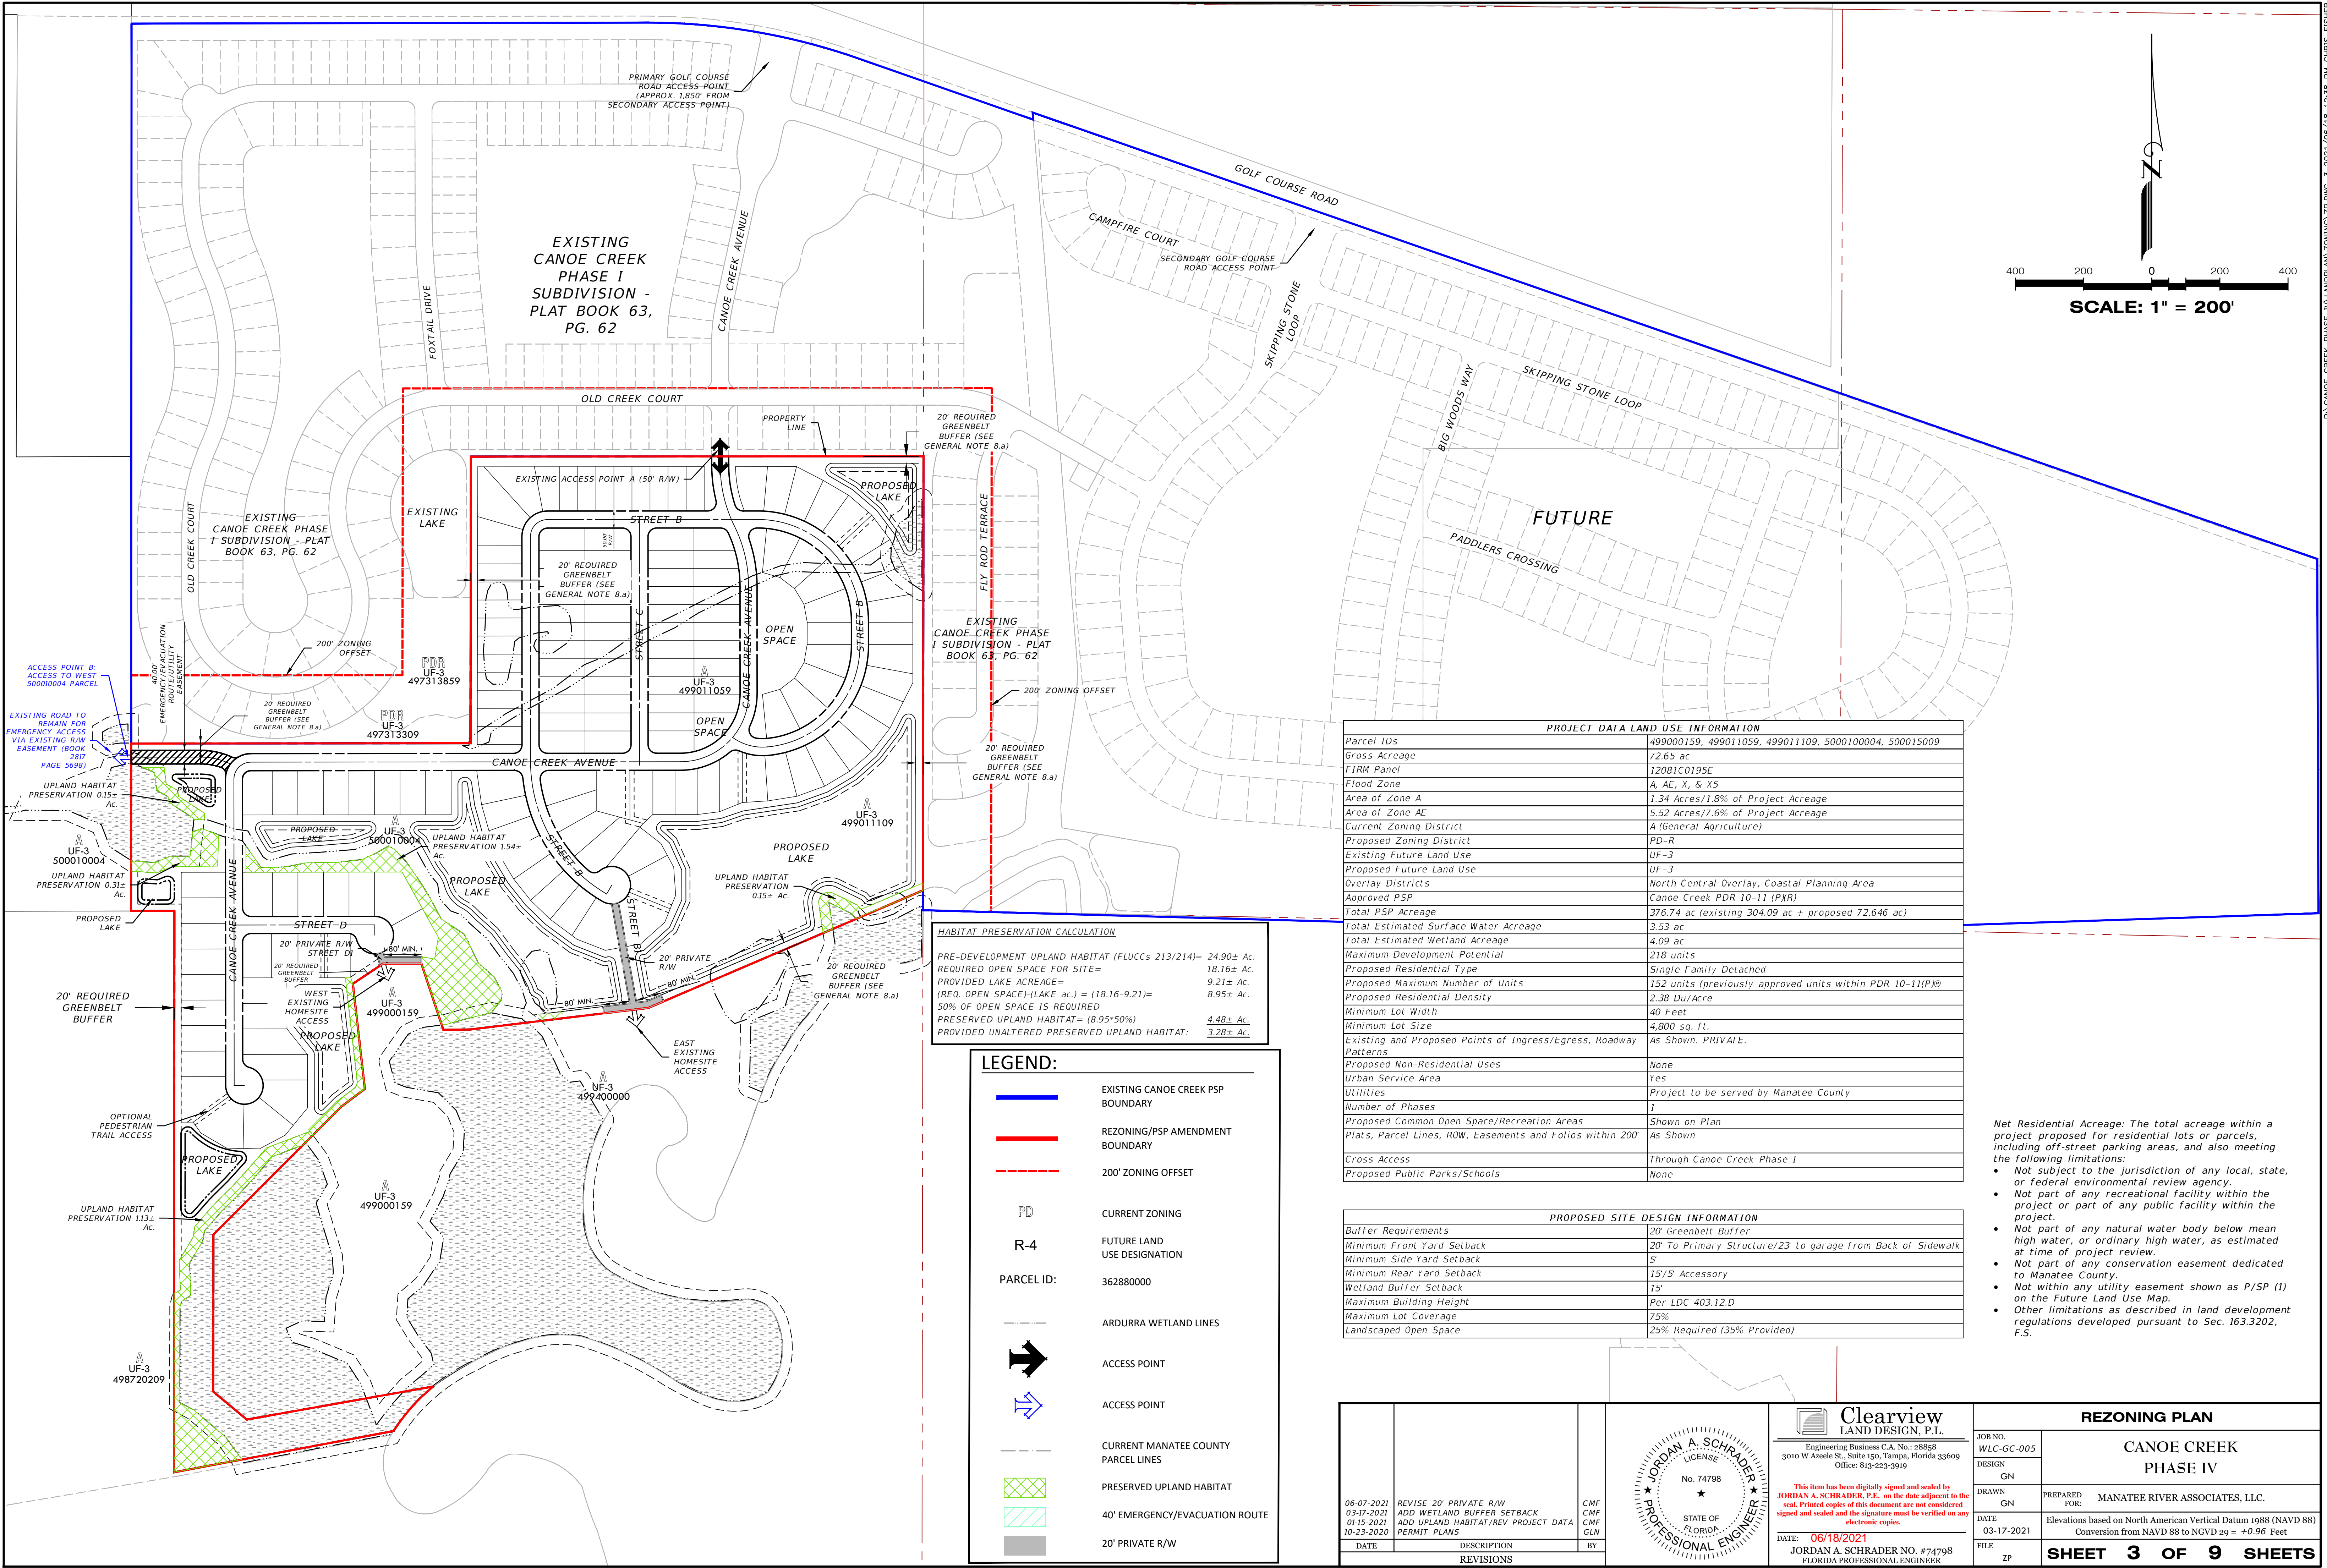 PRIMARY GOLF COURSE
ROAD ACCESS POINT
(APPROX. 1,850' FROM
SECONDARY ACCESS POINT)
GOLF COURSE ROAD
CAMPFIRE COURT
SECONDARY GOLF COURSE
ROAD ACCESS POINT
SKIPPING STONE
LOOP
SKIPPING STONE LOOP
BIG WOODS WAY
PADDLERS CROSSING
FUTURE
N
400 200 0 200 400
SCALE: 1" = 200'
EXISTING
CANOE CREEK
PHASE I
SUBDIVISION -
PLAT BOOK 63,
PG. 62
FOXTAIL DRIVE
CANOE CREEK AVENUE
OLD CREEK COURT
PROPERTY
LINE
20' REQUIRED
GREENBELT
BUFFER (SEE
GENERAL NOTE 8.a)
EXISTING ACCESS POINT A (50' R/W)
PROPOSED
LAKE
EXISTING
LAKE
STREET B
50.00'
R/W
OLD CREEK COURT
EXISTING
CANOE CREEK PHASE
I SUBDIVISION - PLAT
BOOK 63, PG. 62
20' REQUIRED
GREENBELT
BUFFER (SEE
GENERAL NOTE 8.a)
STREET C
CANOE CREEK AVENUE
OPEN
SPACE
STREET B
FLY ROD TERRACE
EXISTING
CANOE CREEK PHASE
I SUBDIVISION - PLAT
BOOK 63, PG. 62
200' ZONING
OFFSET
PDR
UF-3
497313859
A
UF-3
499011059
OPEN
SPACE
200' ZONING OFFSET
ACCESS POINT B:
ACCESS TO WEST
500010004 PARCEL
40.00'
EMERGENCY/EVACUATION
ROUTE/UTILITY
EASEMENT
EXISTING ROAD TO
REMAIN FOR
EMERGENCY ACCESS
VIA EXISTING R/W
EASEMENT (BOOK
2817
PAGE 5698)
20' REQUIRED
GREENBELT
BUFFER (SEE
GENERAL NOTE 8.a)
PDR
UF-3
497313309
CANOE CREEK AVENUE
20' REQUIRED
GREENBELT
BUFFER (SEE
GENERAL NOTE 8.a)
UPLAND HABITAT
PRESERVATION 0.15±
Ac.
PROPOSED
LAKE
PROPOSED
LAKE
A
UF-3
500010004
UPLAND HABITAT
PRESERVATION 1.54±
Ac.
A
UF-3
499011109
A
UF-3
500010004
UPLAND HABITAT
PRESERVATION 0.31±
Ac.
PROPOSED
LAKE
STREET B
PROPOSED
LAKE
PROPOSED
LAKE
UPLAND HABITAT
PRESERVATION
0.15± Ac.
CANOE CREEK AVENUE
STREET D
20' PRIVATE R/W
STREET D1
80' MIN.
20' REQUIRED
GREENBELT
BUFFER
WEST
EXISTING
HOMESITE
ACCESS
A
UF-3
499000159
STREET B1
20' PRIVATE
R/W
80' MIN.
80' MIN.
20' REQUIRED
GREENBELT
BUFFER (SEE
GENERAL NOTE 8.a)
20' REQUIRED
GREENBELT
BUFFER
PROPOSED
LAKE
EAST
EXISTING
HOMESITE
ACCESS
A
UF-3
499400000
OPTIONAL
PEDESTRIAN
TRAIL ACCESS
PROPOSED
LAKE
A
UF-3
499000159
UPLAND HABITAT
PRESERVATION 1.13±
Ac.
A
UF-3
498720209
HABITAT PRESERVATION CALCULATION
PRE-DEVELOPMENT UPLAND HABITAT (FLUCCs 213/214)= 24.90± Ac.
REQUIRED OPEN SPACE FOR SITE= 18.16± Ac.
PROVIDED LAKE ACREAGE= 9.21± Ac.
(REQ. OPEN SPACE)-(LAKE ac.) = (18.16-9.21)= 8.95± Ac.
50% OF OPEN SPACE IS REQUIRED
PRESERVED UPLAND HABITAT= (8.95*50%) 4.48± Ac.
PROVIDED UNALTERED PRESERVED UPLAND HABITAT: 3.28± Ac.
LEGEND:
EXISTING CANOE CREEK PSP
BOUNDARY
REZONING/PSP AMENDMENT
BOUNDARY
200' ZONING OFFSET
PD CURRENT ZONING
R-4 FUTURE LAND
USE DESIGNATION
PARCEL ID: 362880000
ARDURRA WETLAND LINES
ACCESS POINT
ACCESS POINT
CURRENT MANATEE COUNTY
PARCEL LINES
PRESERVED UPLAND HABITAT
40' EMERGENCY/EVACUATION ROUTE
20' PRIVATE R/W
PROJECT DATA LAND USE INFORMATION
Parcel IDs 499000159, 499011059, 499011109, 5000100004, 500015009
Gross Acreage 72.65 ac
FIRM Panel 12081C0195E
Flood Zone A, AE, X, & X5
Area of Zone A 1.34 Acres/1.8% of Project Acreage
Area of Zone AE 5.52 Acres/7.6% of Project Acreage
Current Zoning District A (General Agriculture)
Proposed Zoning District PD-R
Existing Future Land Use UF-3
Proposed Future Land Use UF-3
Overlay Districts North Central Overlay, Coastal Planning Area
Approved PSP Canoe Creek PDR 10-11 (P)(R)
Total PSP Acreage 376.74 ac (existing 304.09 ac + proposed 72.646 ac)
Total Estimated Surface Water Acreage 3.53 ac
Total Estimated Wetland Acreage 4.09 ac
Maximum Development Potential 218 units
Proposed Residential Type Single Family Detached
Proposed Maximum Number of Units 152 units (previously approved units within PDR 10-11(P)®
Proposed Residential Density 2.38 Du/Acre
Minimum Lot Width 40 Feet
Minimum Lot Size 4,800 sq. ft.
Existing and Proposed Points of Ingress/Egress, Roadway As Shown. PRIVATE.
Patterns
Proposed Non-Residential Uses None
Urban Service Area Yes
Utilities Project to be served by Manatee County
Number of Phases 1
Proposed Common Open Space/Recreation Areas Shown on Plan
Plats, Parcel Lines, ROW, Easements and Folios within 200' As Shown
Cross Access Through Canoe Creek Phase I
Proposed Public Parks/Schools None
PROPOSED SITE DESIGN INFORMATION
Buffer Requirements 20' Greenbelt Buffer
Minimum Front Yard Setback 20' To Primary Structure/23' to garage from Back of Sidewalk
Minimum Side Yard Setback 5'
Minimum Rear Yard Setback 15'/5' Accessory
Wetland Buffer Setback 15'
Maximum Building Height Per LDC 403.12.D
Maximum Lot Coverage 75%
Landscaped Open Space 25% Required (35% Provided)
Net Residential Acreage: The total acreage within a
project proposed for residential lots or parcels,
including off-street parking areas, and also meeting
the following limitations:
• Not subject to the jurisdiction of any local, state,
or federal environmental review agency.
• Not part of any recreational facility within the
project or part of any public facility within the
project.
• Not part of any natural water body below mean
high water, or ordinary high water, as estimated
at time of project review.
• Not part of any conservation easement dedicated
to Manatee County.
• Not within any utility easement shown as P/SP (1)
on the Future Land Use Map.
• Other limitations as described in land development
regulations developed pursuant to Sec. 163.3202,
F.S.
06-07-2021 REVISE 20' PRIVATE R/W CMF
03-17-2021 ADD WETLAND BUFFER SETBACK CMF
01-15-2021 ADD UPLAND HABITAT/REV PROJECT DATA CMF
10-23-2020 PERMIT PLANS GLN
DATE DESCRIPTION BY
REVISIONS
JORDAN A. SCHRADER
LICENSE
No. 74798
STATE OF
FLORIDA
PROFESSIONAL ENGINEER
Clearview
LAND DESIGN, P.L.
Engineering Business C.A. No.: 28858
3010 W Azeele St., Suite 150, Tampa, Florida 33609
Office: 813-223-3919
This item has been digitally signed and sealed by
JORDAN A. SCHRADER, P.E. on the date adjacent to the
seal. Printed copies of this document are not considered
signed and sealed and the signature must be verified on any
electronic copies.
DATE: 06/18/2021
JORDAN A. SCHRADER NO. #74798
FLORIDA PROFESSIONAL ENGINEER
REZONING PLAN
JOB NO.
WLC-GC-005
CANOE CREEK
PHASE IV
DESIGN
GN
DRAWN
GN
PREPARED
FOR: MANATEE RIVER ASSOCIATES, LLC.
DATE
03-17-2021
Elevations based on North American Vertical Datum 1988 (NAVD 88)
Conversion from NAVD 88 to NGVD 29 = +0.96 Feet
FILE
ZP
SHEET 3 OF 9 SHEETS